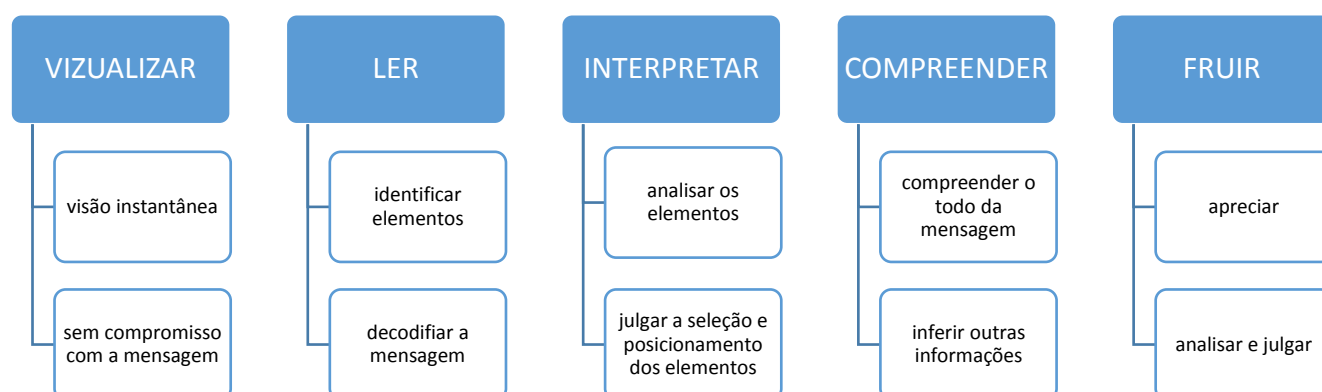 VIZUALIZAR
visão instantânea
sem compromisso
com a mensagem
LER
identificar
elementos
decodifiar a
mensagem
INTERPRETAR
analisar os
elementos
julgar a seleção e
posicionamento
dos elementos
COMPREENDER
compreender o
todo da
mensagem
inferir outras
informações
FRUIR
apreciar
analisar e julgar